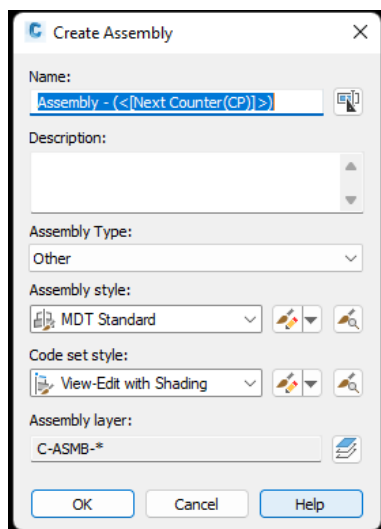 Create Assembly
Name:
Assembly - (<[Next Counter(CP)]>)
Description:
Assembly Type:
Other
Assembly style:
MDT Standard
Code set style:
View-Edit with Shading
Assembly layer:
C-ASMB-*
OK Cancel Help